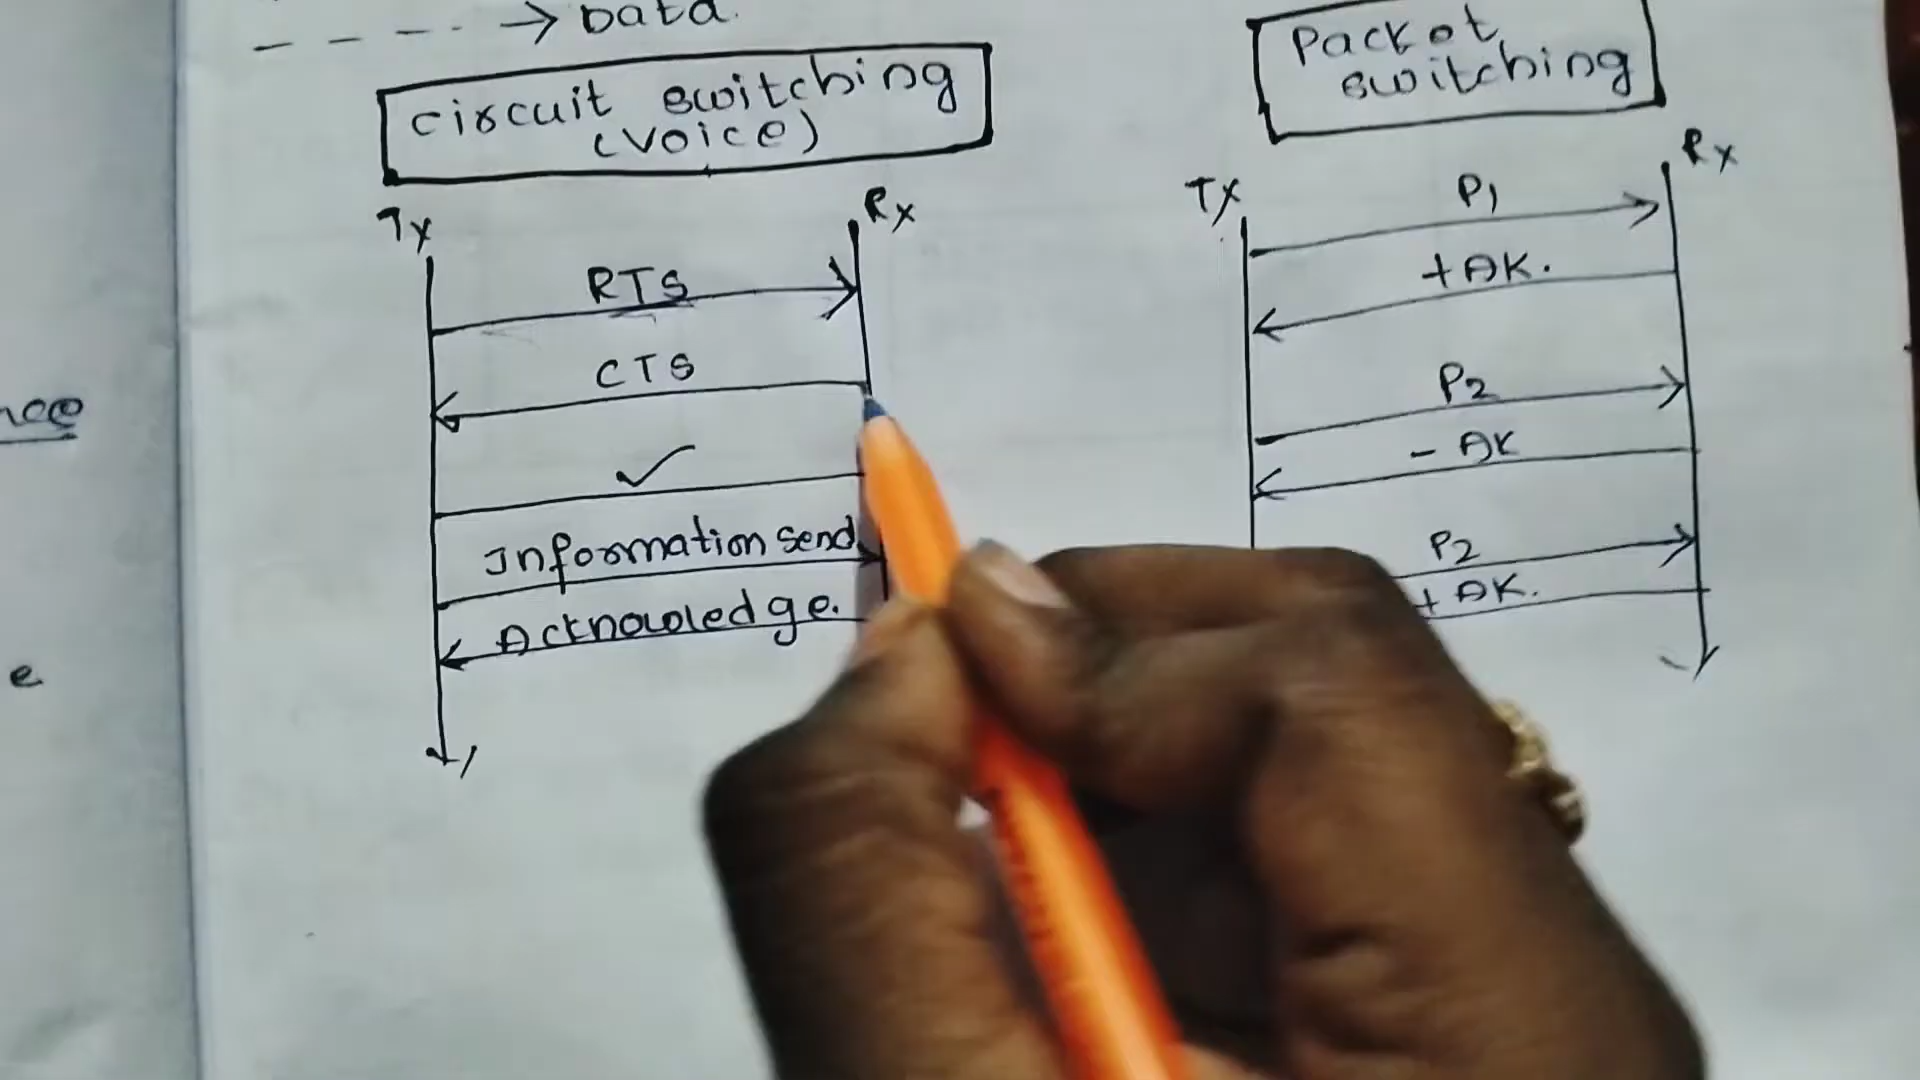 ----→ Data.
circuit switching
(voice)
Tx
Rx
RTS
CTS
✓
Information send
Acknowledge.
Packet
switching
Tx
Rx
P1
+ AK.
P2
- AK
P2
+ AK.
e